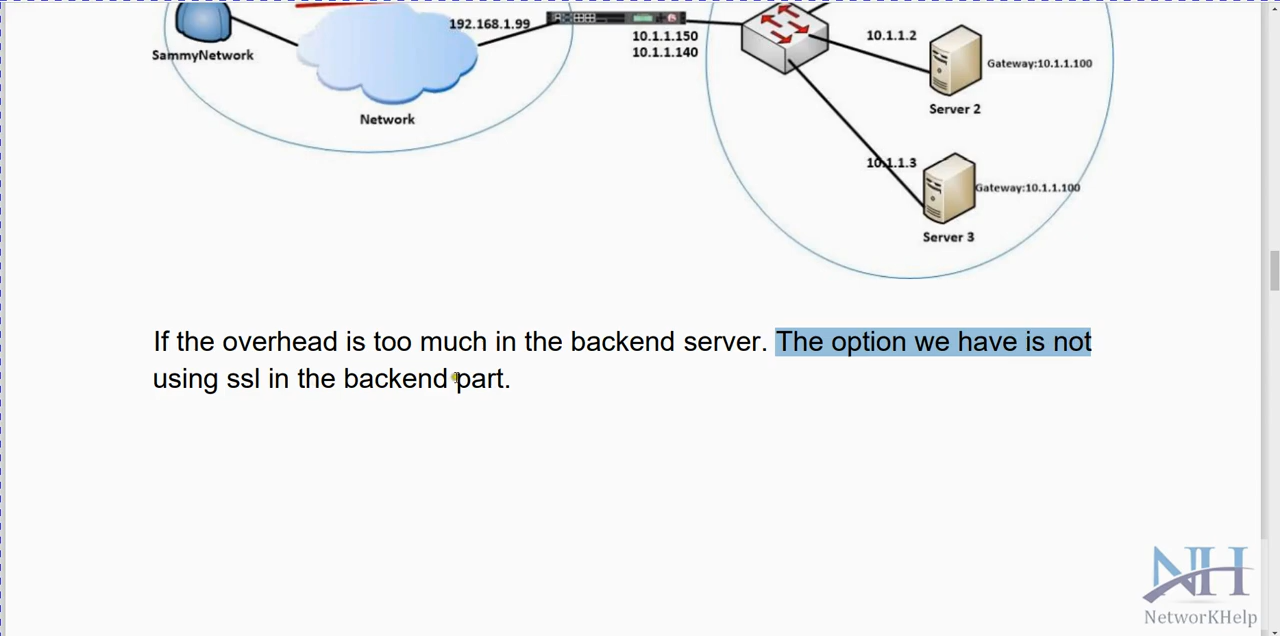 192.168.1.99
SammyNetwork
10.1.1.150
10.1.1.140
10.1.1.2
Gateway:10.1.1.100
Network
Server 2
10.1.1.3
Gateway:10.1.1.100
Server 3
If the overhead is too much in the backend server. The option we have is not
using ssl in the backend part.
NH
NetworKHelp